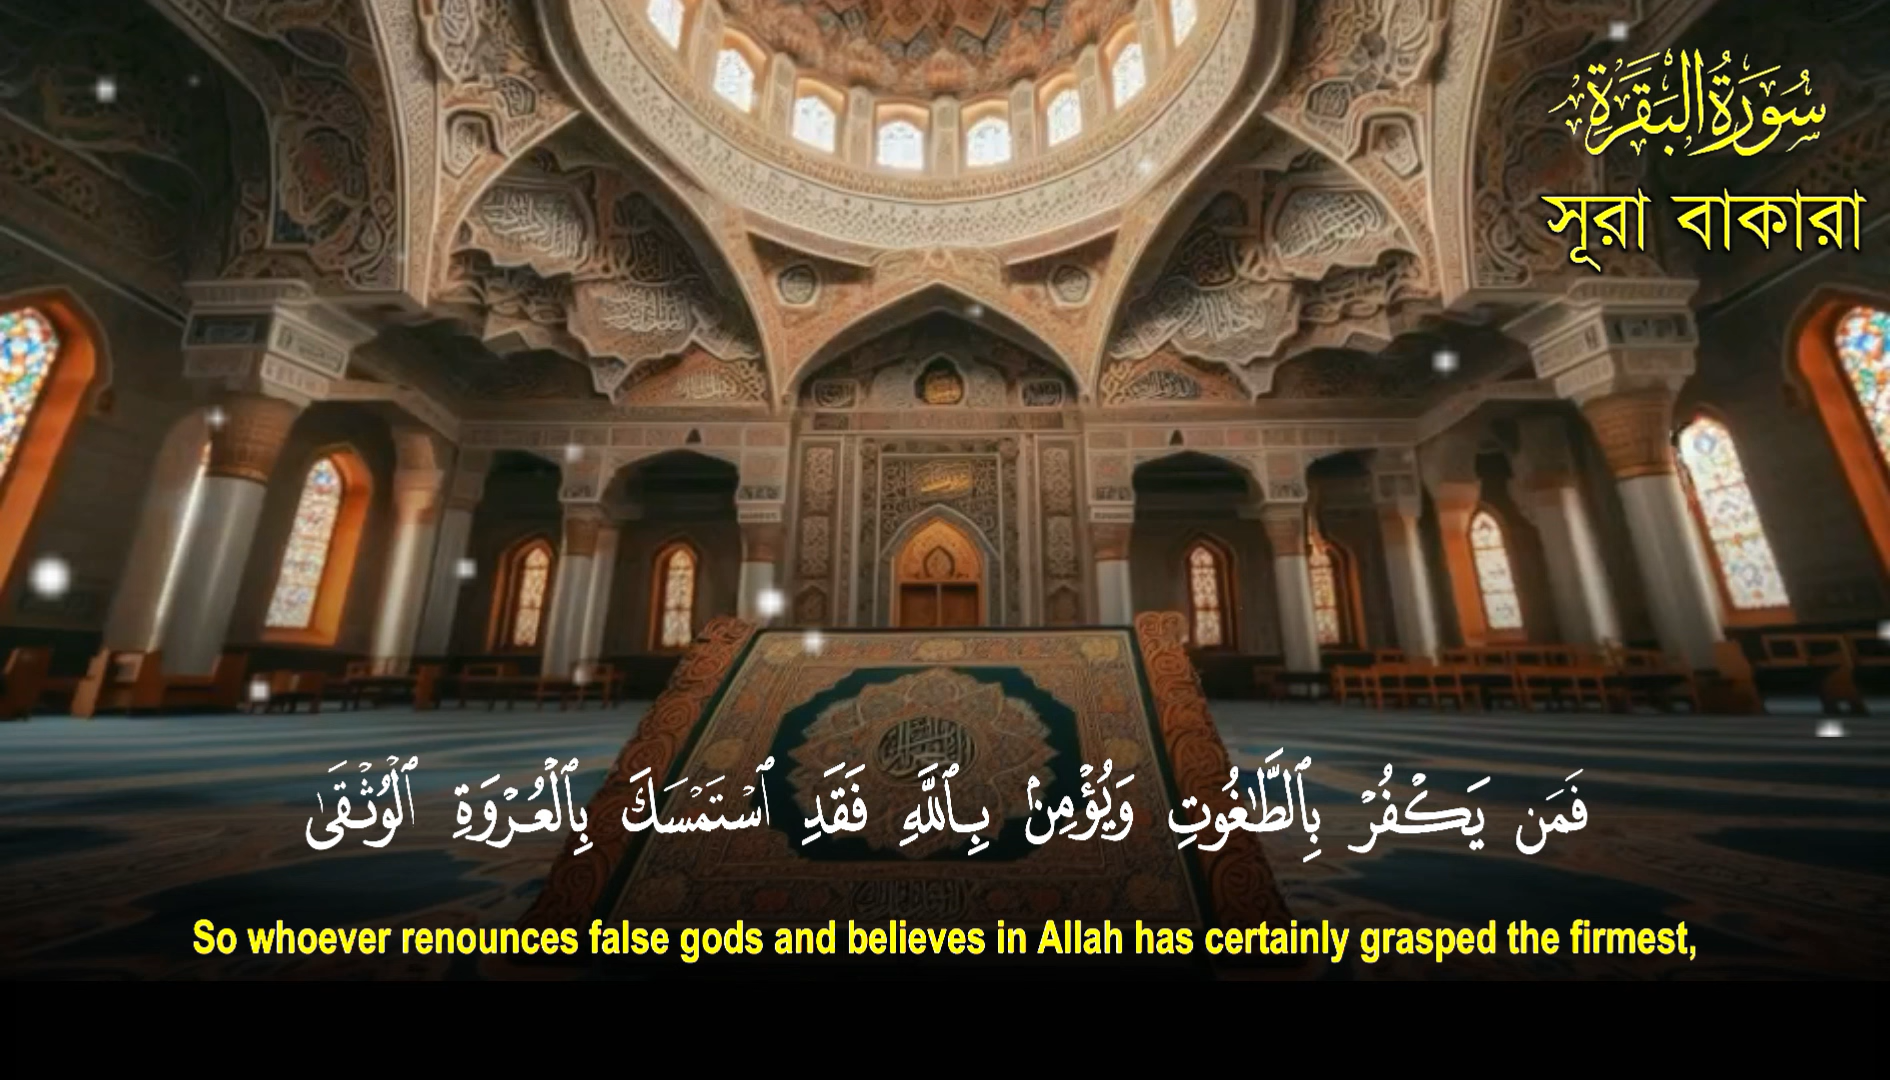 سُورَةُ البَقَرَةِ
সূরা বাকারা
فَمَن يَكۡفُرۡ بِٱلطَّٰغُوتِ وَيُؤۡمِنۢ بِٱللَّهِ فَقَدِ ٱسۡتَمۡسَكَ بِٱلۡعُرۡوَةِ ٱلۡوُثۡقَىٰ
So whoever renounces false gods and believes in Allah has certainly grasped the firmest,